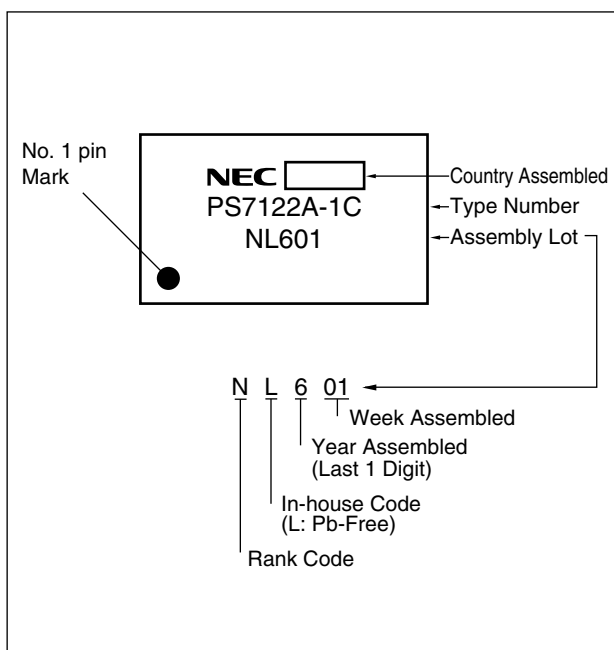 No. 1 pin
Mark
NEC
Country Assembled
PS7122A-1C
Type Number
NL601
Assembly Lot
N L 6 01
Week Assembled
Year Assembled
(Last 1 Digit)
In-house Code
(L: Pb-Free)
Rank Code